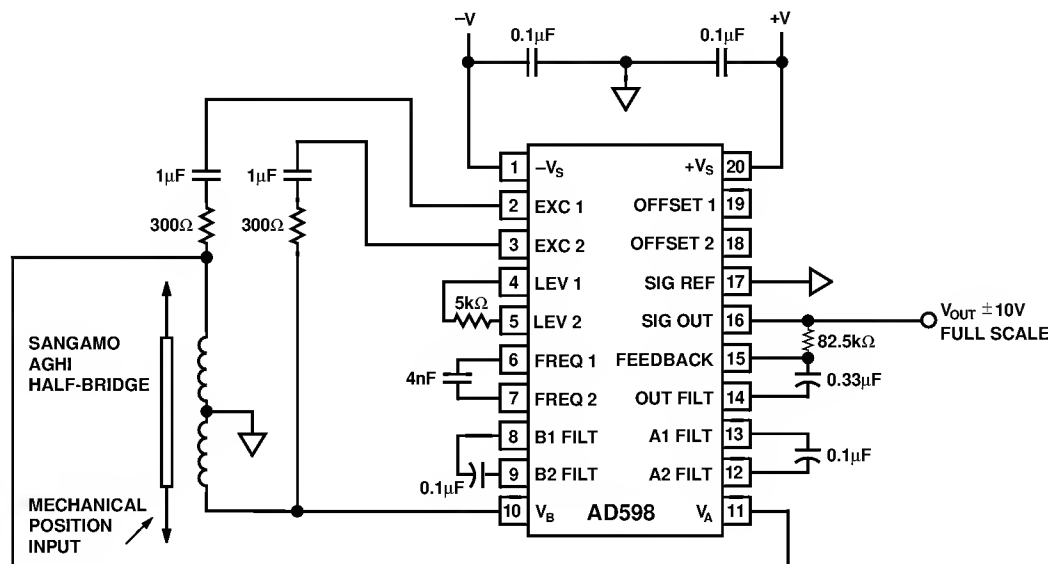 –V
+V
0.1µF
0.1µF
1µF
1µF
300Ω
300Ω
1
–VS
+VS
20
2
EXC 1
OFFSET 1
19
3
EXC 2
OFFSET 2
18
4
LEV 1
SIG REF
17
5kΩ
5
LEV 2
SIG OUT
16
VOUT ±10V
FULL SCALE
82.5kΩ
6
FREQ 1
FEEDBACK
15
4nF
0.33µF
7
FREQ 2
OUT FILT
14
8
B1 FILT
A1 FILT
13
0.1µF
9
B2 FILT
A2 FILT
12
0.1µF
10
VB
AD598
VA
11
SANGAMO
AGHI
HALF-BRIDGE
MECHANICAL
POSITION
INPUT